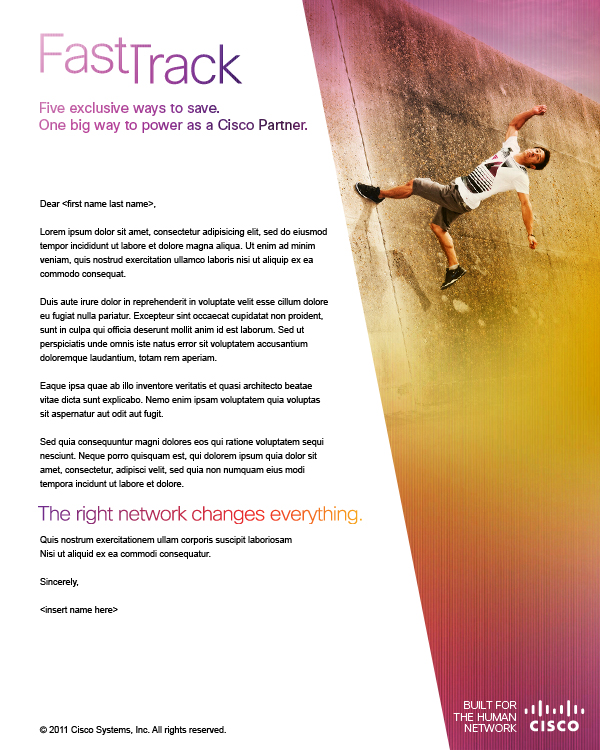 FastTrack
Five exclusive ways to save.
One big way to power as a Cisco Partner.
Dear <first name last name>,
Lorem ipsum dolor sit amet, consectetur adipisicing elit, sed do eiusmod
tempor incididunt ut labore et dolore magna aliqua. Ut enim ad minim
veniam, quis nostrud exercitation ullamco laboris nisi ut aliquip ex ea
commodo consequat.
Duis aute irure dolor in reprehenderit in voluptate velit esse cillum dolore
eu fugiat nulla pariatur. Excepteur sint occaecat cupidatat non proident,
sunt in culpa qui officia deserunt mollit anim id est laborum. Sed ut
perspiciatis unde omnis iste natus error sit voluptatem accusantium
doloremque laudantium, totam rem aperiam.
Eaque ipsa quae ab illo inventore veritatis et quasi architecto beatae
vitae dicta sunt explicabo. Nemo enim ipsam voluptatem quia voluptas
sit aspernatur aut odit aut fugit.
Sed quia consequuntur magni dolores eos qui ratione voluptatem sequi
nesciunt. Neque porro quisquam est, qui dolorem ipsum quia dolor sit
amet, consectetur, adipisci velit, sed quia non numquam eius modi
tempora incidunt ut labore et dolore.
The right network changes everything.
Quis nostrum exercitationem ullam corporis suscipit laboriosam
Nisi ut aliquid ex ea commodi consequatur.
Sincerely,
<insert name here>
© 2011 Cisco Systems, Inc. All rights reserved.
BUILT FOR
THE HUMAN
NETWORK
CISCO